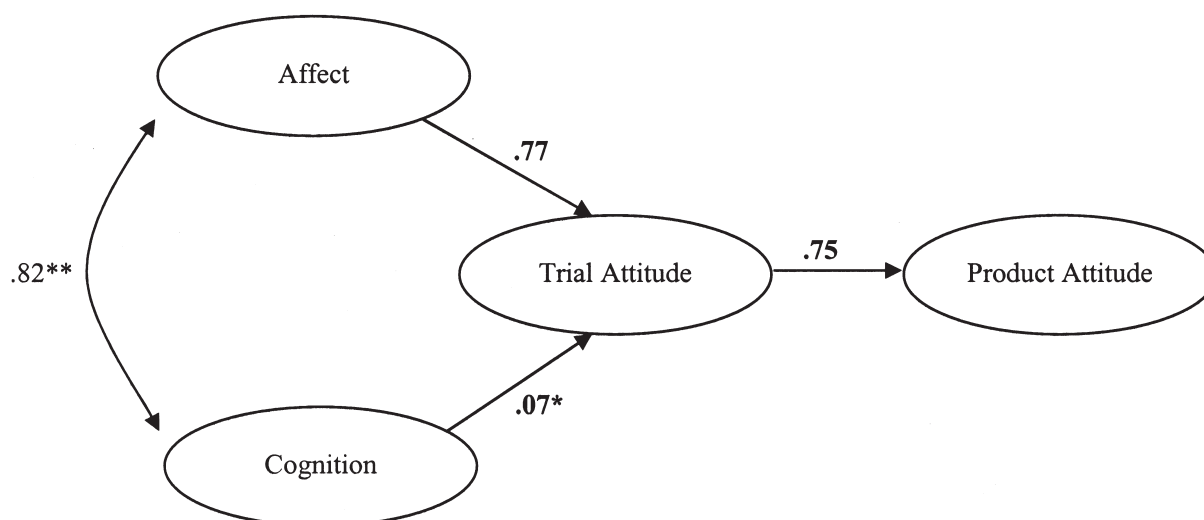 Affect
.77
.82**
Trial Attitude
.75
Product Attitude
.07*
Cognition